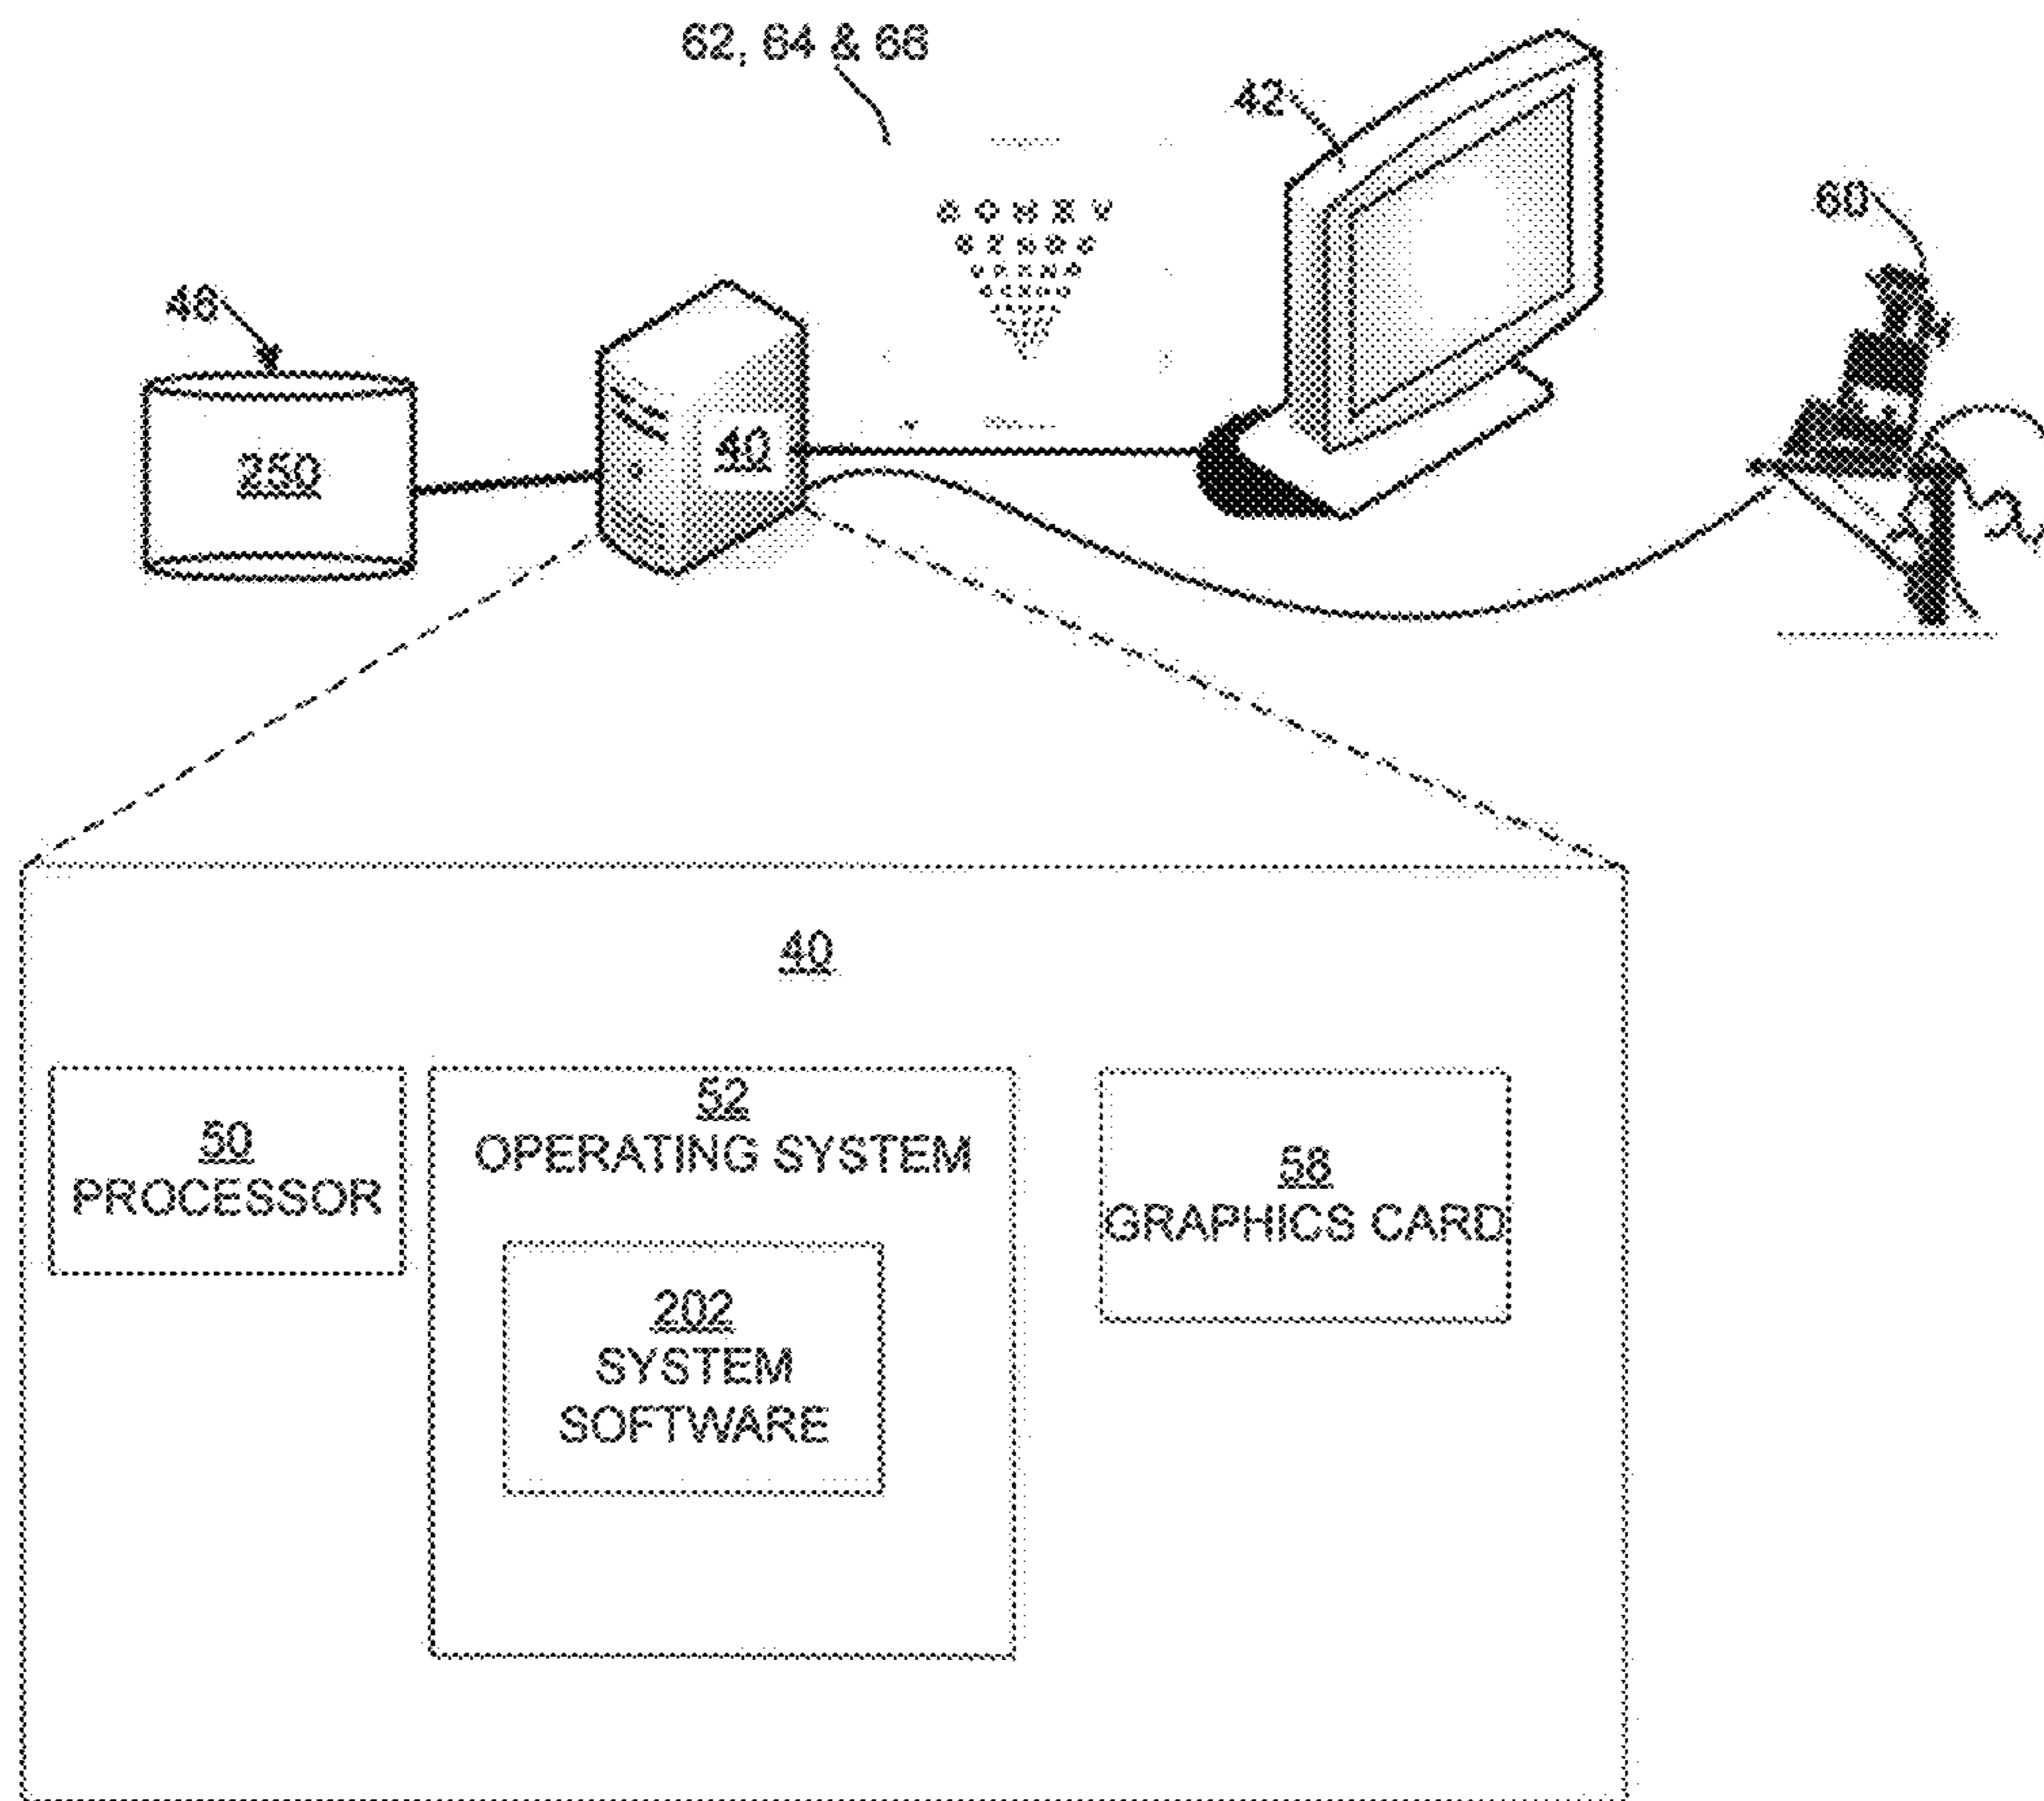 62, 64 & 66
42
60
46
250
40
40
50
PROCESSOR
52
OPERATING SYSTEM
58
GRAPHICS CARD
202
SYSTEM
SOFTWARE